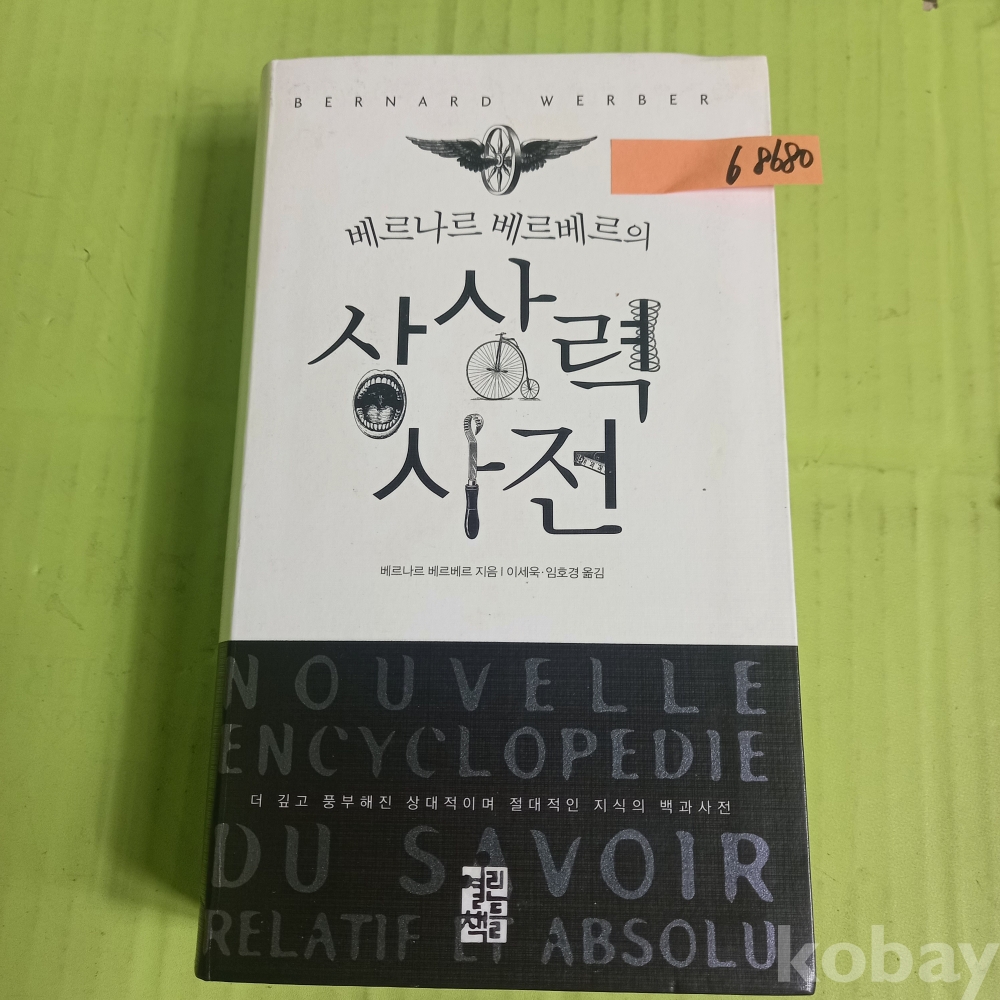 BERNARD WERBER
68680
베르나르 베르베르의
상상력
사전
베르나르 베르베르 지음 | 이세욱·임호경 옮김
NOUVELLE
ENCYCLOPEDIE
더 깊고 풍부해진 상대적이며 절대적인 지식의 백과사전
DU SAVOIR
열린
책들
RELATIF ET ABSOLU
kobay